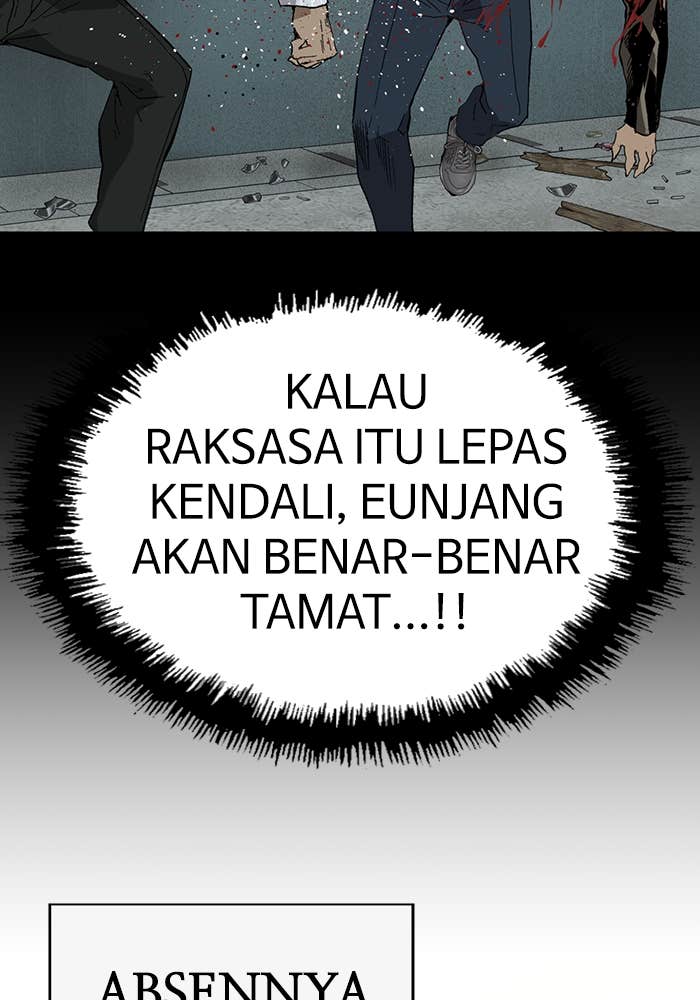 KALAU
RAKSASA ITU LEPAS
KENDALI, EUNJANG
AKAN BENAR-BENAR
TAMAT...!!
ABSENNYA